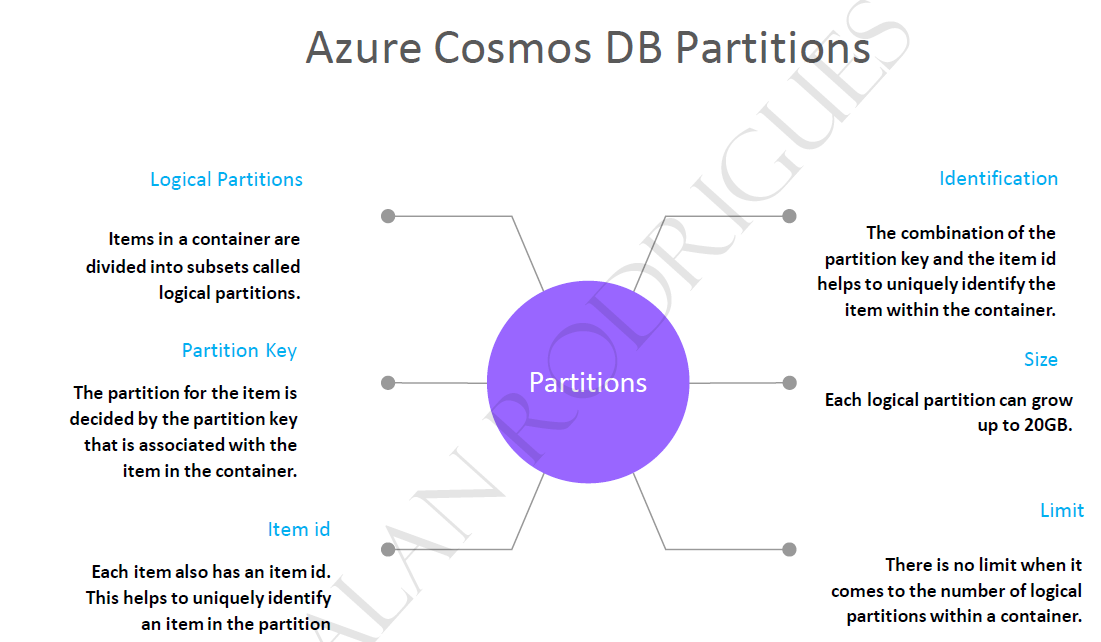 Azure Cosmos DB Partitions
Logical Partitions
Items in a container are
divided into subsets called
logical partitions.
Partition Key
The partition for the item is
decided by the partition key
that is associated with the
item in the container.
Item id
Each item also has an item id.
This helps to uniquely identify
an item in the partition
Partitions
Identification
The combination of the
partition key and the item id
helps to uniquely identify the
item within the container.
Size
Each logical partition can grow
up to 20GB.
Limit
There is no limit when it
comes to the number of logical
partitions within a container.
ALAN RODRIGUES